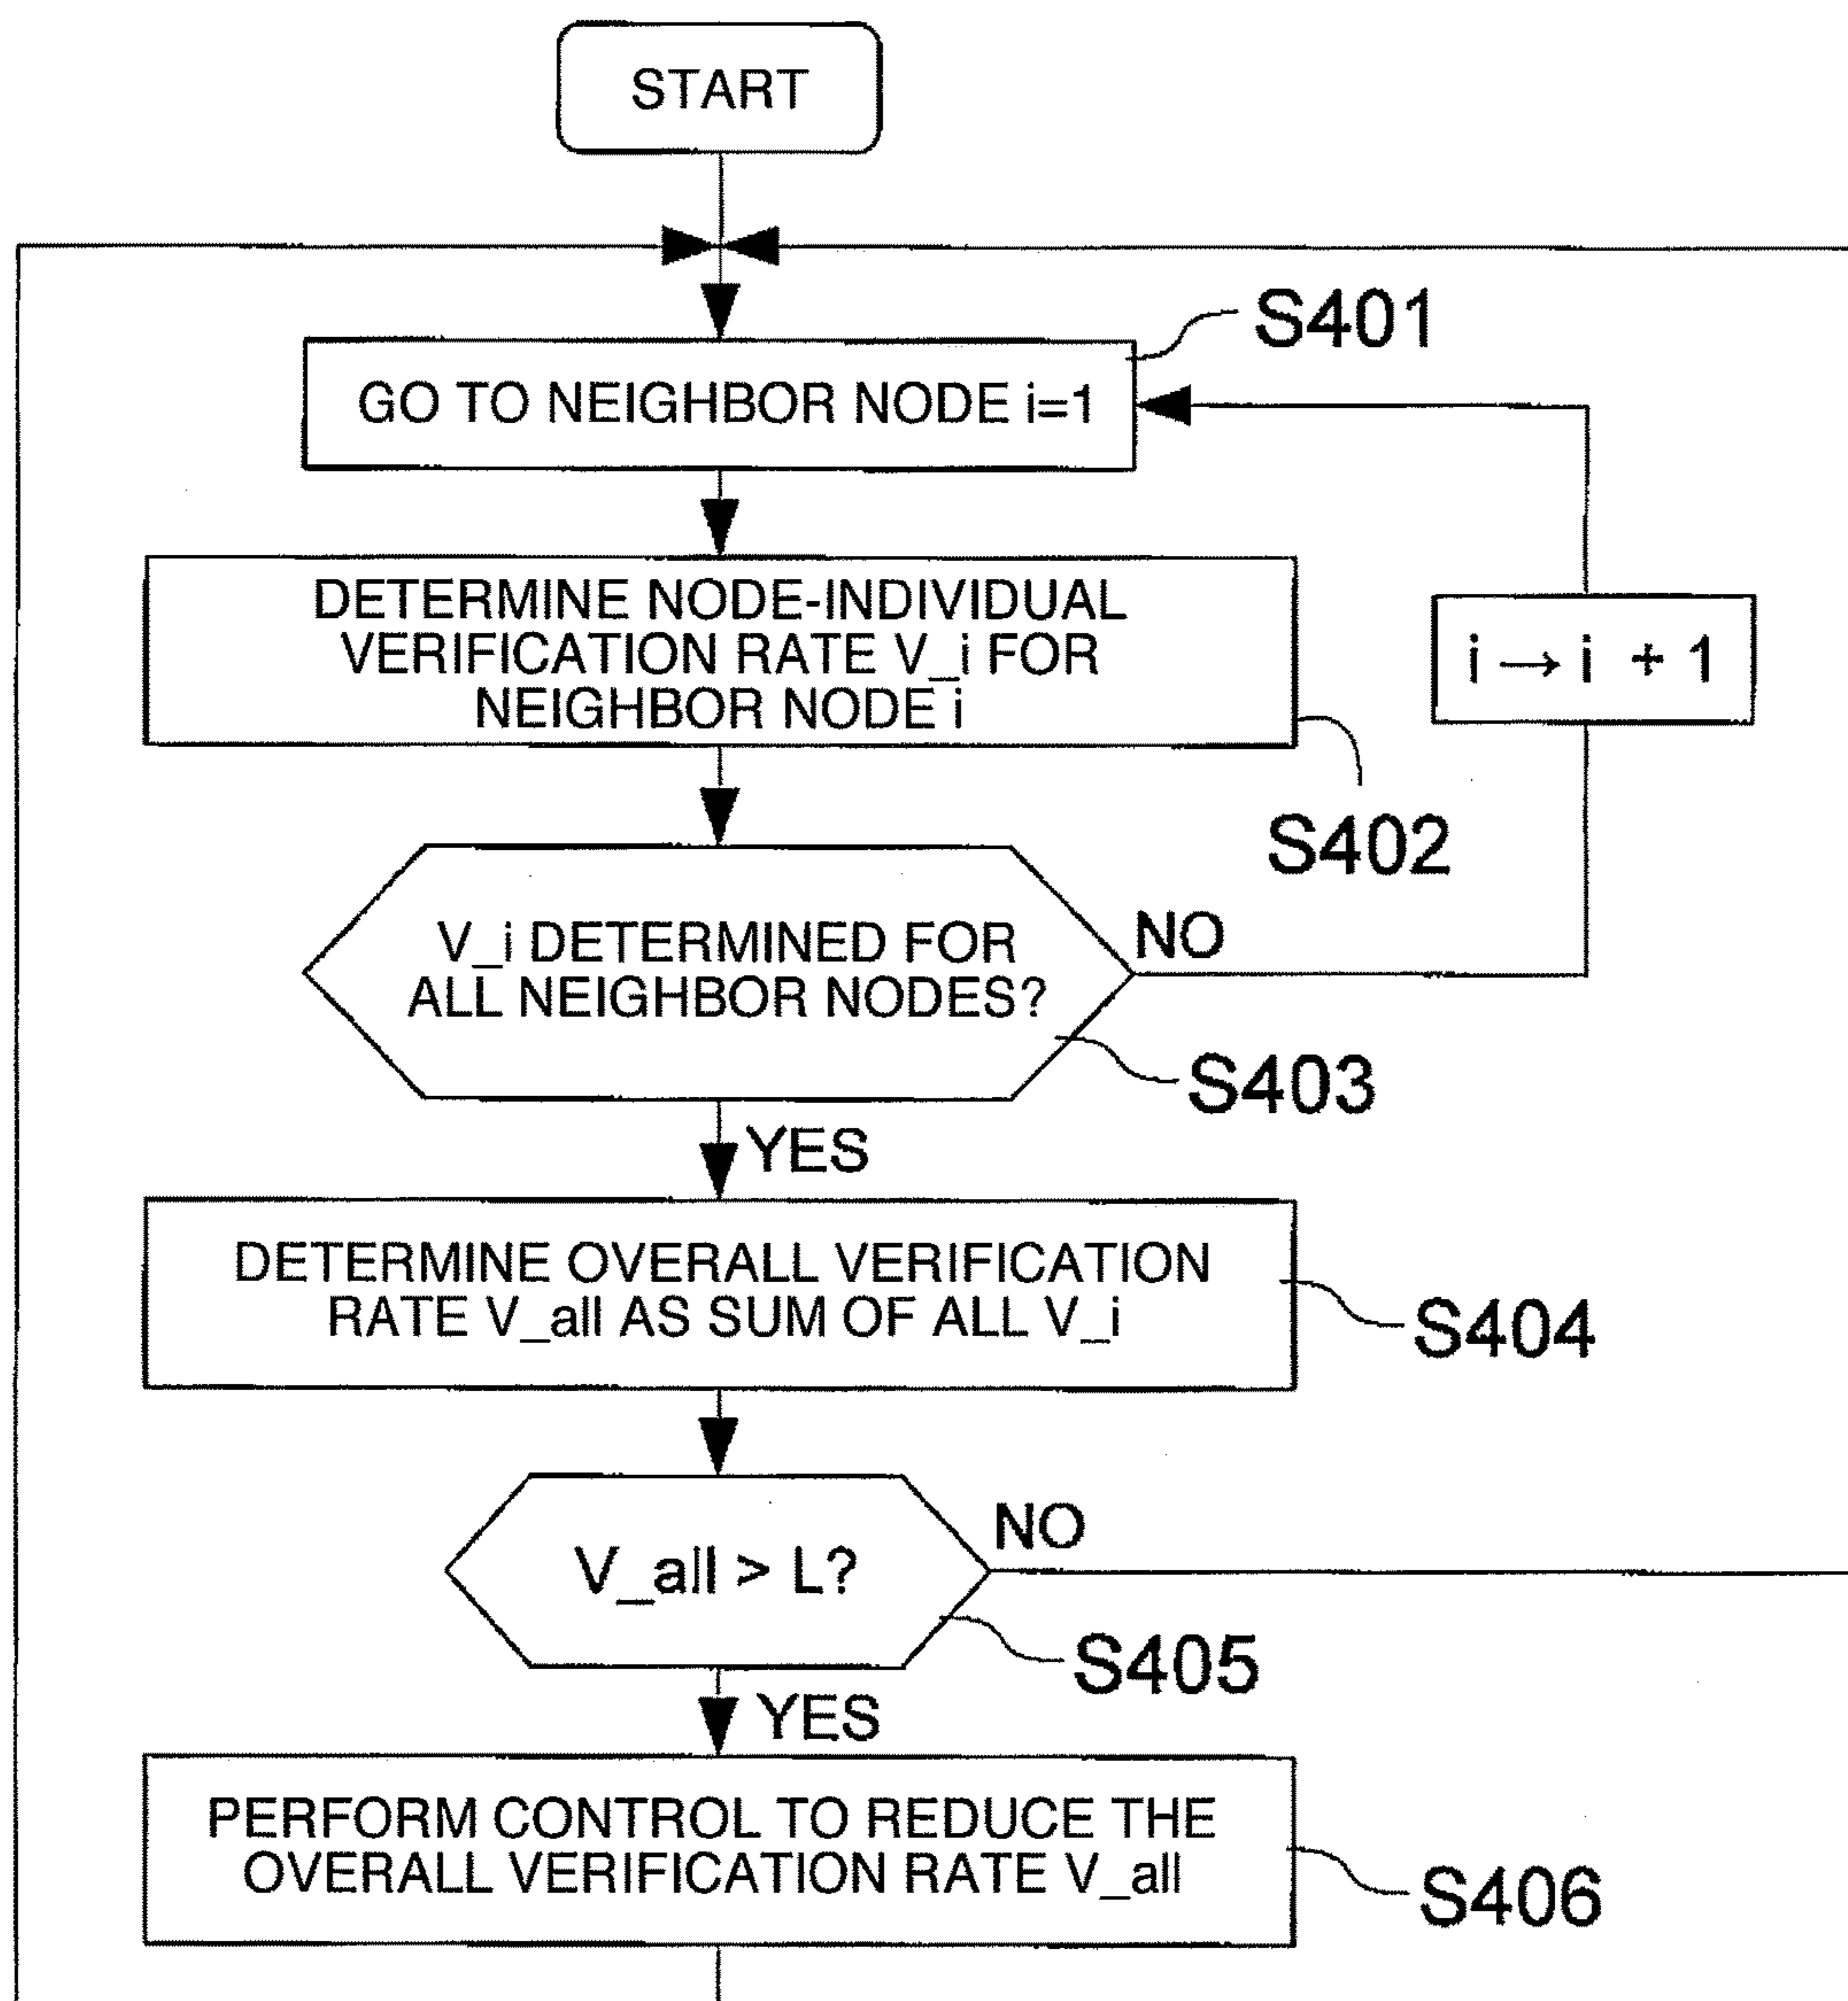 START
S401
GO TO NEIGHBOR NODE i=1
DETERMINE NODE-INDIVIDUAL
VERIFICATION RATE V_i FOR
NEIGHBOR NODE i
i → i + 1
S402
V_i DETERMINED FOR
ALL NEIGHBOR NODES?
NO
S403
YES
DETERMINE OVERALL VERIFICATION
RATE V_all AS SUM OF ALL V_i
S404
V_all > L?
NO
S405
YES
PERFORM CONTROL TO REDUCE THE
OVERALL VERIFICATION RATE V_all
S406